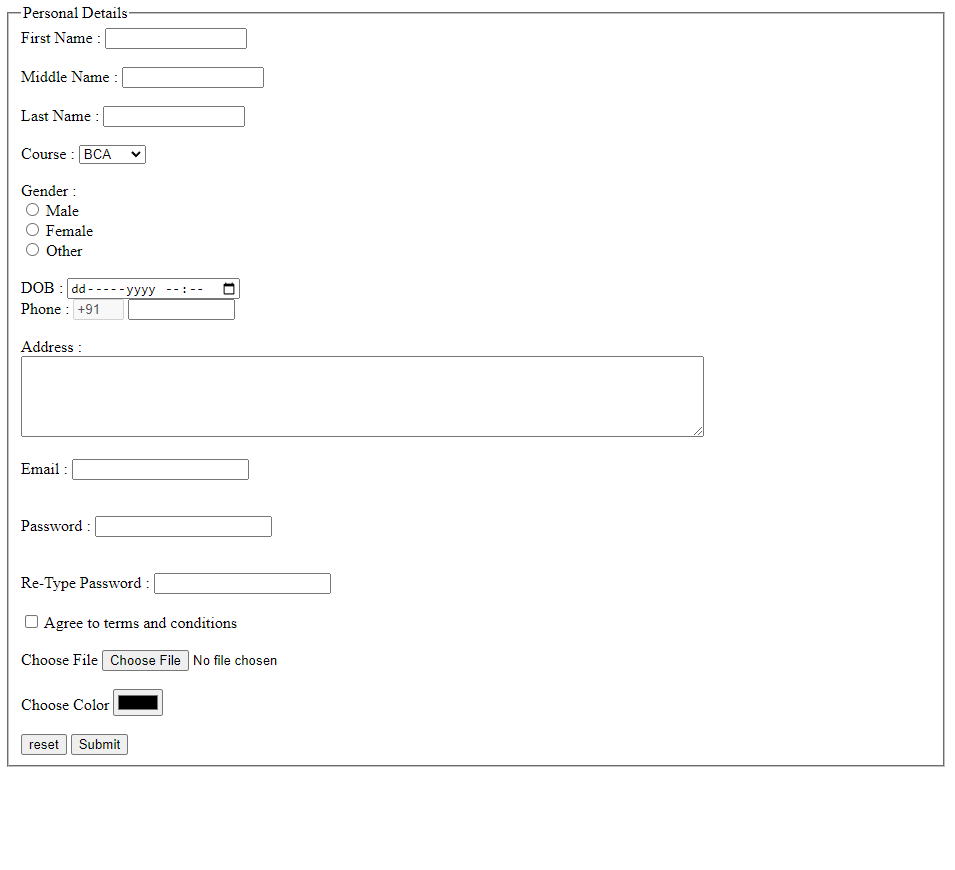 Personal Details
First Name :
Middle Name :
Last Name :
Course : BCA
Gender :
Male
Female
Other
DOB : dd-----yyyy --:--
Phone : +91
Address :
Email :
Password :
Re-Type Password :
Agree to terms and conditions
Choose File Choose File No file chosen
Choose Color
reset Submit